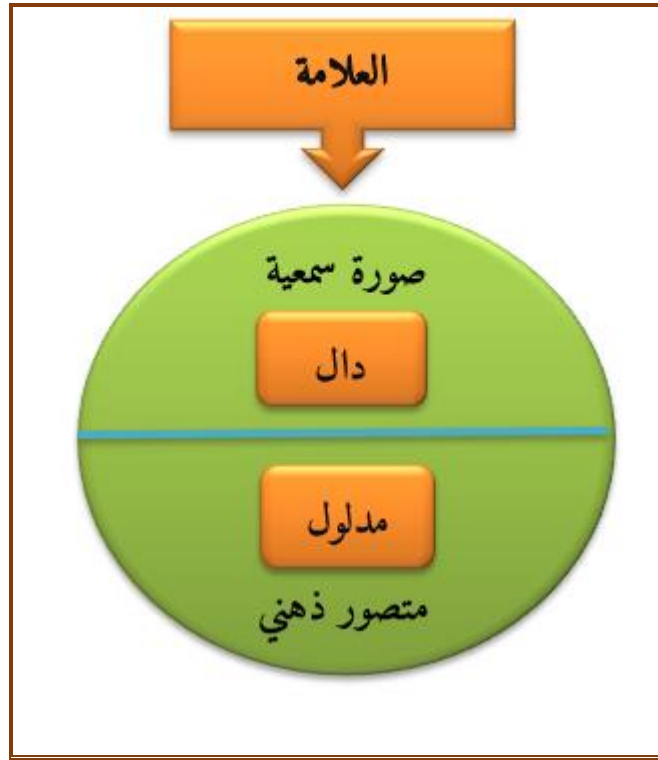 العلامة
صورة سمعية
دال
مدلول
متصور ذهني